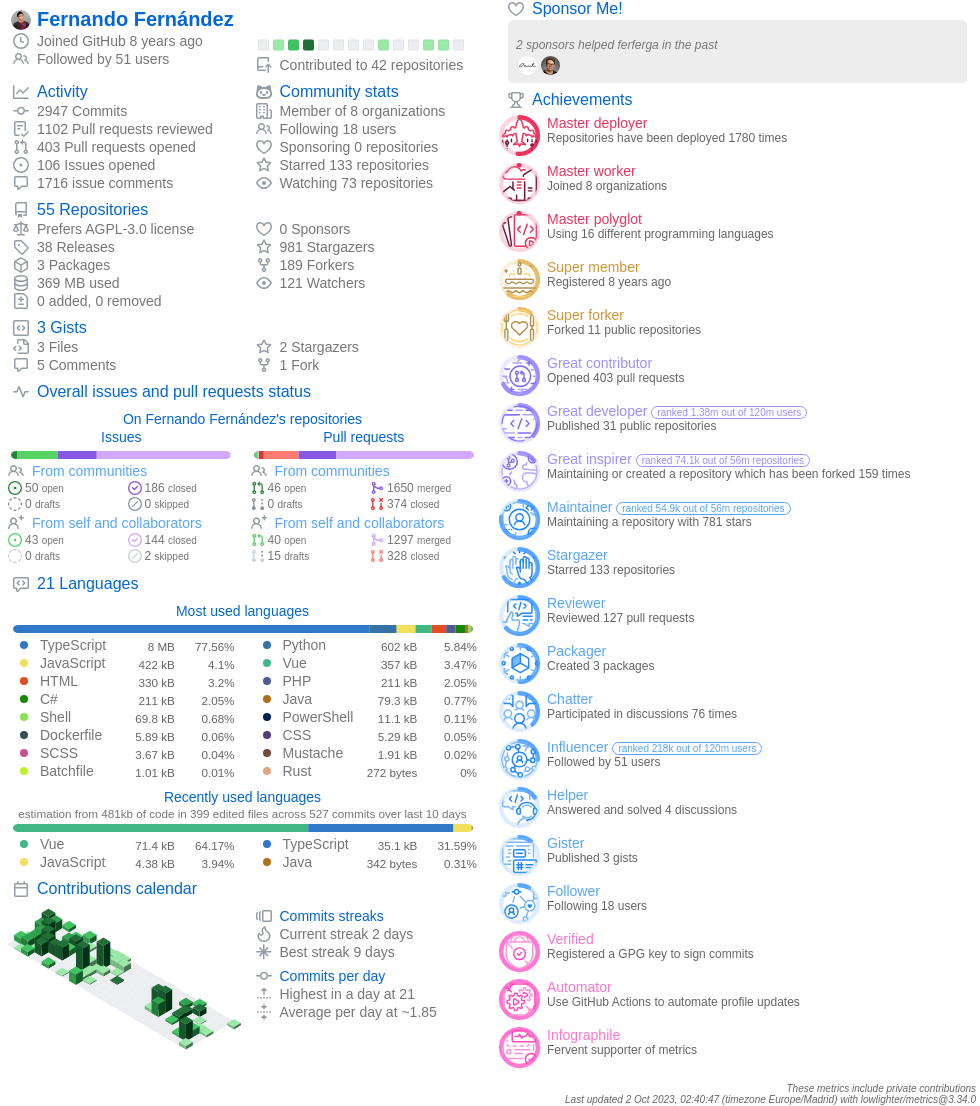 Fernando Fernández
Joined GitHub 8 years ago
Followed by 51 users
Contributed to 42 repositories
Activity
2947 Commits
1102 Pull requests reviewed
403 Pull requests opened
106 Issues opened
1716 issue comments
Community stats
Member of 8 organizations
Following 18 users
Sponsoring 0 repositories
Starred 133 repositories
Watching 73 repositories
55 Repositories
Prefers AGPL-3.0 license
38 Releases
3 Packages
369 MB used
0 added, 0 removed
0 Sponsors
981 Stargazers
189 Forkers
121 Watchers
3 Gists
3 Files
5 Comments
2 Stargazers
1 Fork
Overall issues and pull requests status
On Fernando Fernández's repositories
Issues
From communities
50 open 186 closed
0 drafts 0 skipped
From self and collaborators
43 open 144 closed
0 drafts 2 skipped
Pull requests
From communities
46 open 1650 merged
0 drafts 374 closed
From self and collaborators
40 open 1297 merged
15 drafts 328 closed
21 Languages
Most used languages
TypeScript 8 MB 77.56%
JavaScript 422 kB 4.1%
HTML 330 kB 3.2%
C# 211 kB 2.05%
Shell 69.8 kB 0.68%
Dockerfile 5.89 kB 0.06%
SCSS 3.67 kB 0.04%
Batchfile 1.01 kB 0.01%
Python 602 kB 5.84%
Vue 357 kB 3.47%
PHP 211 kB 2.05%
Java 79.3 kB 0.77%
PowerShell 11.1 kB 0.11%
CSS 5.29 kB 0.05%
Mustache 1.91 kB 0.02%
Rust 272 bytes 0%
Recently used languages
estimation from 481kB of code in 399 edited files across 527 commits over last 10 days
Vue 71.4 kB 64.17%
JavaScript 4.38 kB 3.94%
TypeScript 35.1 kB 31.59%
Java 342 bytes 0.31%
Contributions calendar
Commits streaks
Current streak 2 days
Best streak 9 days
Commits per day
Highest in a day at 21
Average per day at ~1.85
Sponsor Me!
2 sponsors helped ferferga in the past
Achievements
Master deployer
Repositories have been deployed 1780 times
Master worker
Joined 8 organizations
Master polyglot
Using 16 different programming languages
Super member
Registered 8 years ago
Super forker
Forked 11 public repositories
Great contributor
Opened 403 pull requests
Great developer ranked 1.38m out of 120m users
Published 31 public repositories
Great inspirer ranked 74.1k out of 56m repositories
Maintaining or created a repository which has been forked 159 times
Maintainer ranked 54.9k out of 56m repositories
Maintaining a repository with 781 stars
Stargazer
Starred 133 repositories
Reviewer
Reviewed 127 pull requests
Packager
Created 3 packages
Chatter
Participated in discussions 76 times
Influencer ranked 218k out of 120m users
Followed by 51 users
Helper
Answered and solved 4 discussions
Gister
Published 3 gists
Follower
Following 18 users
Verified
Registered a GPG key to sign commits
Automator
Use GitHub Actions to automate profile updates
Infographile
Fervent supporter of metrics
These metrics include private contributions
Last updated 2 Oct 2023, 02:40:47 (timezone Europe/Madrid) with lowlighter/metrics@3.34.0